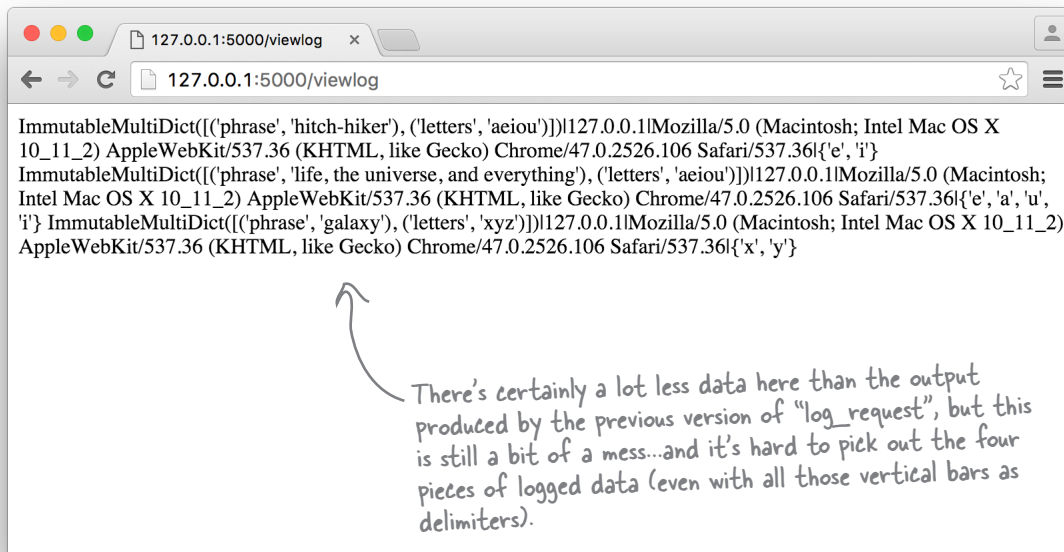 127.0.0.1:5000/viewlog
127.0.0.1:5000/viewlog
ImmutableMultiDict([('phrase', 'hitch-hiker'), ('letters', 'aeiou')])|127.0.0.1|Mozilla/5.0 (Macintosh; Intel Mac OS X
10_11_2) AppleWebKit/537.36 (KHTML, like Gecko) Chrome/47.0.2526.106 Safari/537.36|{'e', 'i'}
ImmutableMultiDict([('phrase', 'life, the universe, and everything'), ('letters', 'aeiou')])|127.0.0.1|Mozilla/5.0 (Macintosh;
Intel Mac OS X 10_11_2) AppleWebKit/537.36 (KHTML, like Gecko) Chrome/47.0.2526.106 Safari/537.36|{'e', 'a', 'u',
'i'} ImmutableMultiDict([('phrase', 'galaxy'), ('letters', 'xyz')])|127.0.0.1|Mozilla/5.0 (Macintosh; Intel Mac OS X 10_11_2)
AppleWebKit/537.36 (KHTML, like Gecko) Chrome/47.0.2526.106 Safari/537.36|{'x', 'y'}
There's certainly a lot less data here than the output
produced by the previous version of “log_request”, but this
is still a bit of a mess...and it's hard to pick out the four
pieces of logged data (even with all those vertical bars as
delimiters).